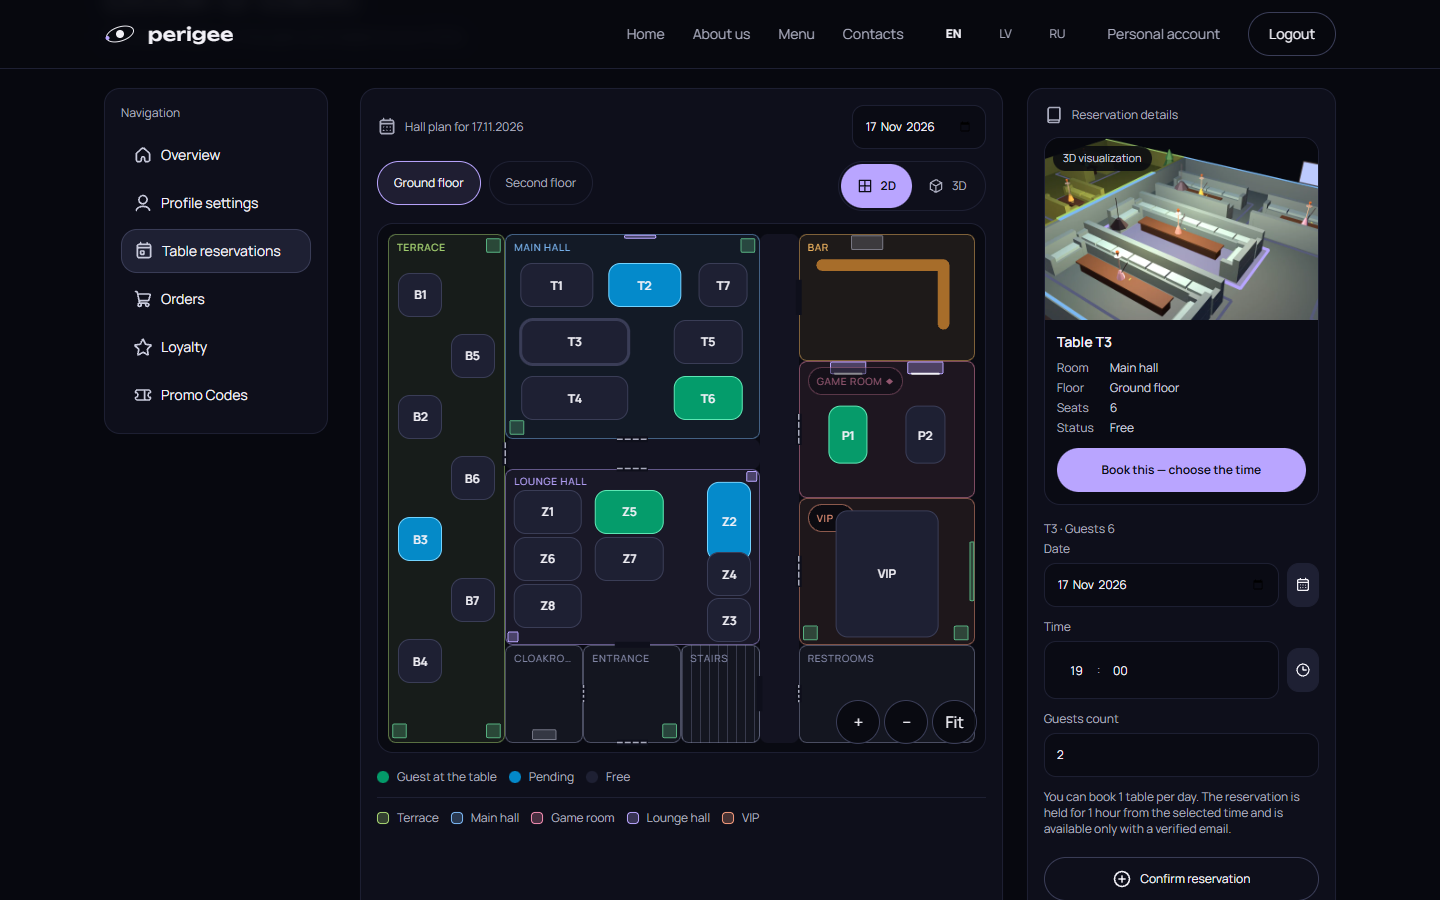 perigee
Home
About us
Menu
Contacts
EN
LV
RU
Personal account
Logout
Navigation
Overview
Profile settings
Table reservations
Orders
Loyalty
Promo Codes
Hall plan for 17.11.2026
17 Nov 2026
Ground floor
Second floor
2D
3D
TERRACE
MAIN HALL
BAR
B1
B5
B2
B6
B3
B7
B4
T1
T2
T7
T3
T5
T4
T6
GAME ROOM
P1
P2
LOUNGE HALL
Z1
Z5
Z2
Z6
Z7
Z4
Z8
Z3
VIP
VIP
CLOAKRO...
ENTRANCE
STAIRS
RESTROOMS
+
−
Fit
Guest at the table
Pending
Free
Terrace
Main hall
Game room
Lounge hall
VIP
Reservation details
3D visualization
Table T3
Room Main hall
Floor Ground floor
Seats 6
Status Free
Book this — choose the time
T3 · Guests 6
Date
17 Nov 2026
Time
19 : 00
Guests count
2
You can book 1 table per day. The reservation is
held for 1 hour from the selected time and is
available only with a verified email.
Confirm reservation